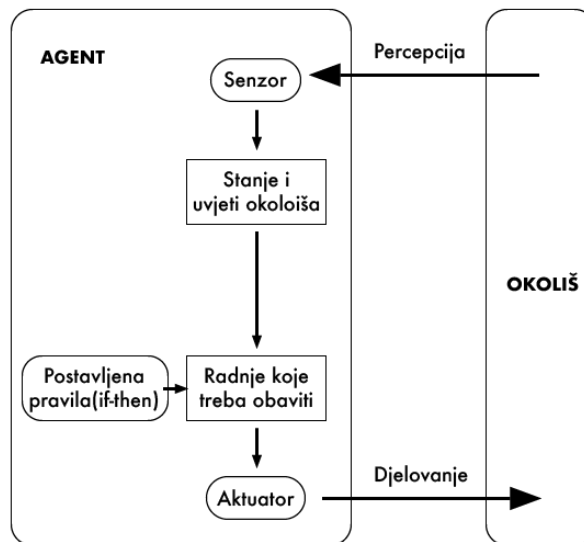 AGENT
Percepcija
Senzor
Stanje i
uvjeti okoloiša
OKOLIŠ
Postavljena
pravila(if-then)
Radnje koje
treba obaviti
Djelovanje
Aktuator